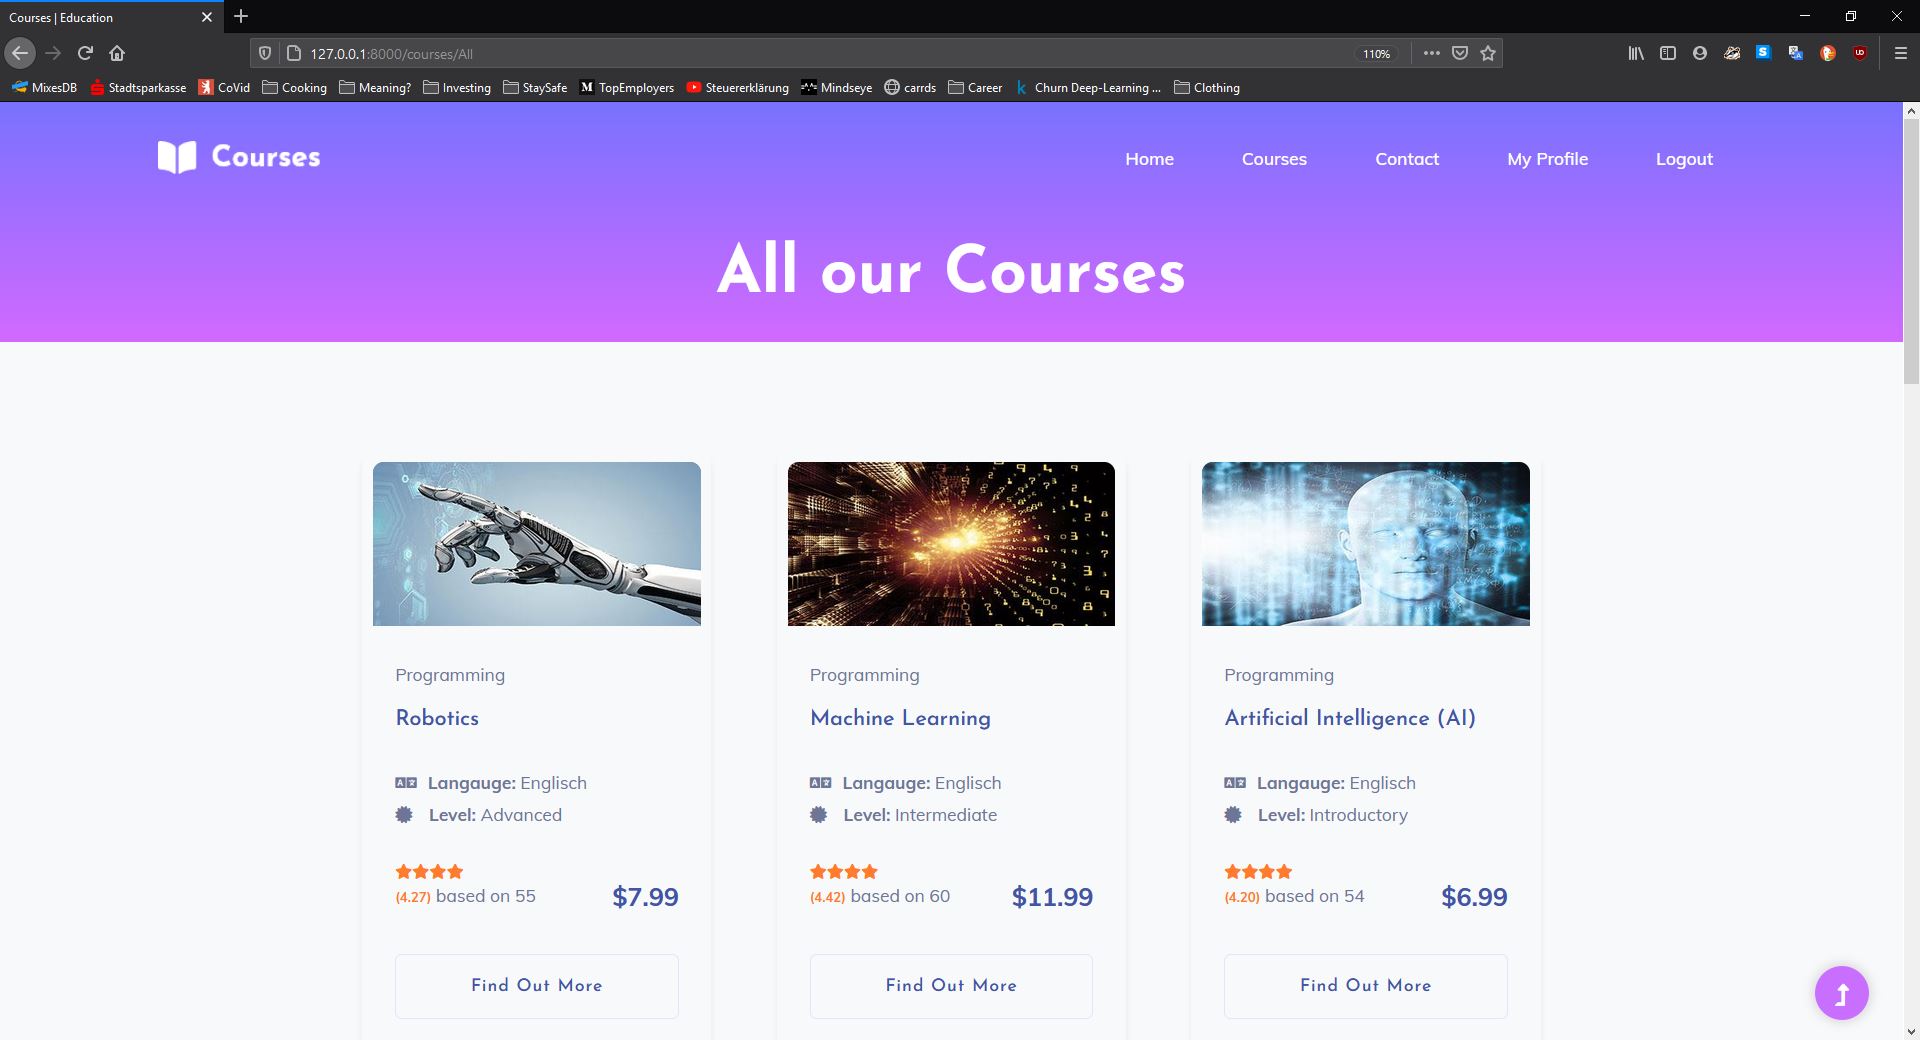 Courses | Education
127.0.0.1:8000/courses/All
110%
MixesDB Stadtsparkasse CoVid Cooking Meaning? Investing StaySafe TopEmployers Steuererklärung Mindseye carrds Career Churn Deep-Learning ... Clothing
Courses Home Courses Contact My Profile Logout
All our Courses
Programming
Robotics
Langauge: Englisch
Level: Advanced
(4.27) based on 55 $7.99
Find Out More
Programming
Machine Learning
Langauge: Englisch
Level: Intermediate
(4.42) based on 60 $11.99
Find Out More
Programming
Artificial Intelligence (AI)
Langauge: Englisch
Level: Introductory
(4.20) based on 54 $6.99
Find Out More